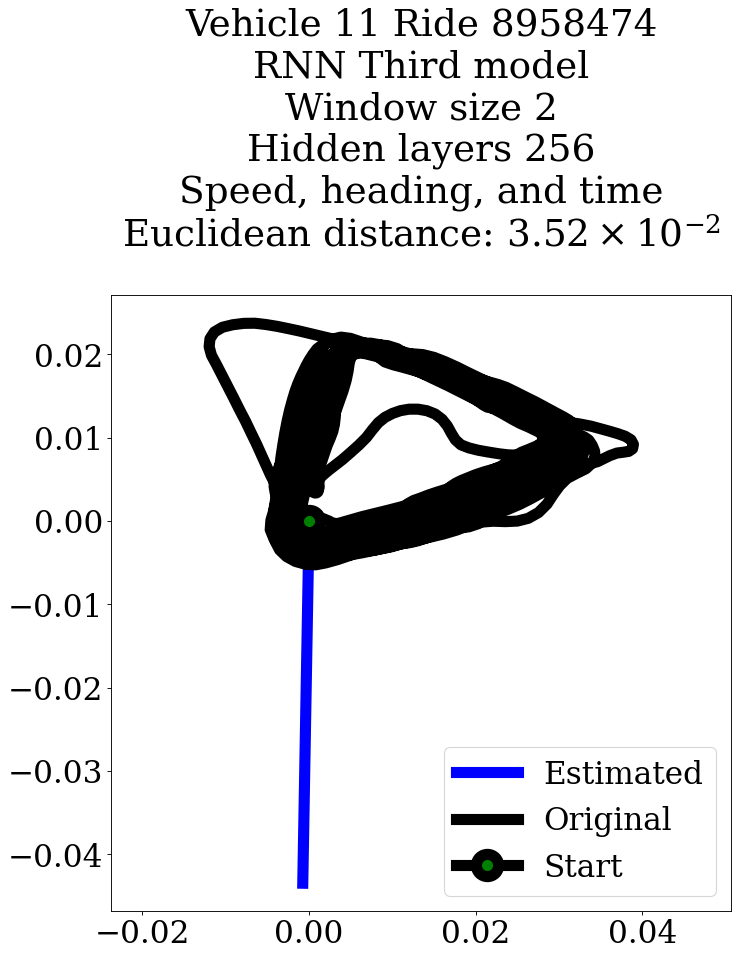 Vehicle 11 Ride 8958474
RNN Third model
Window size 2
Hidden layers 256
Speed, heading, and time
Euclidean distance: 3.52 × 10⁻²
0.02
0.01
0.00
−0.01
−0.02
−0.03
−0.04
−0.02 0.00 0.02 0.04
Estimated
Original
Start